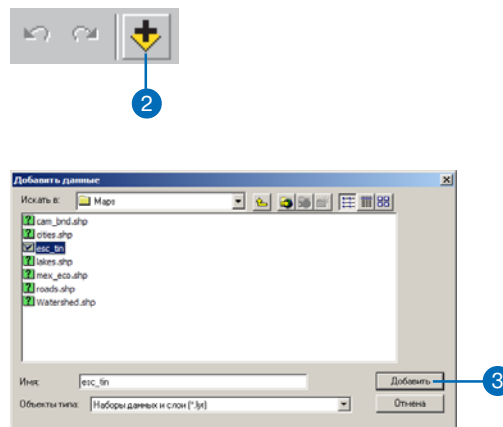 2
Добавить данные
Искать в: Maps
cam_bnd.shp
cities.shp
esc_tin
lakes.shp
mex_eco.shp
roads.shp
Watershed.shp
Имя: esc_tin Добавить 3
Объекты типа: Наборы данных и слои (*.lyr) Отмена